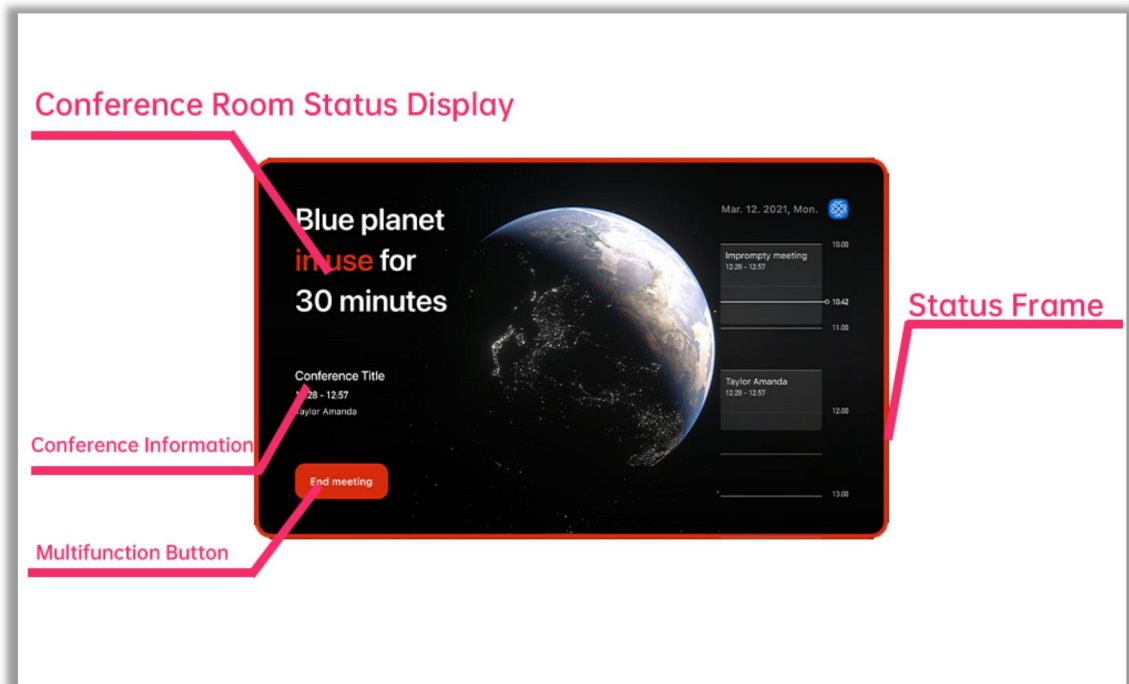 Conference Room Status Display
Blue planet
in use for
30 minutes
Conference Title
12:28 - 12:57
Taylor Amanda
Conference Information
End meeting
Multifunction Button
Mar. 12. 2021, Mon.
10.00
Imprompty meeting
12:28 - 12:57
10:42
11.00
Taylor Amanda
12:28 - 12:57
12.00
13.00
Status Frame